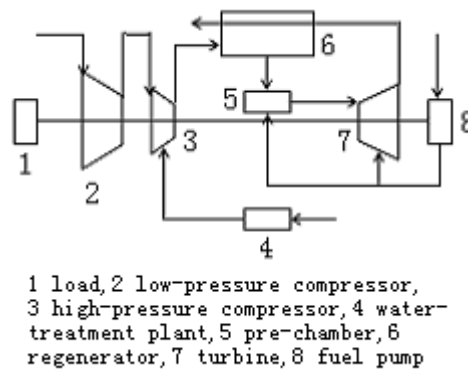 6
5
8
3
7
1
2
4
1 load,2 low-pressure compressor,
3 high-pressure compressor,4 water-
treatment plant,5 pre-chamber,6
regenerator,7 turbine,8 fuel pump